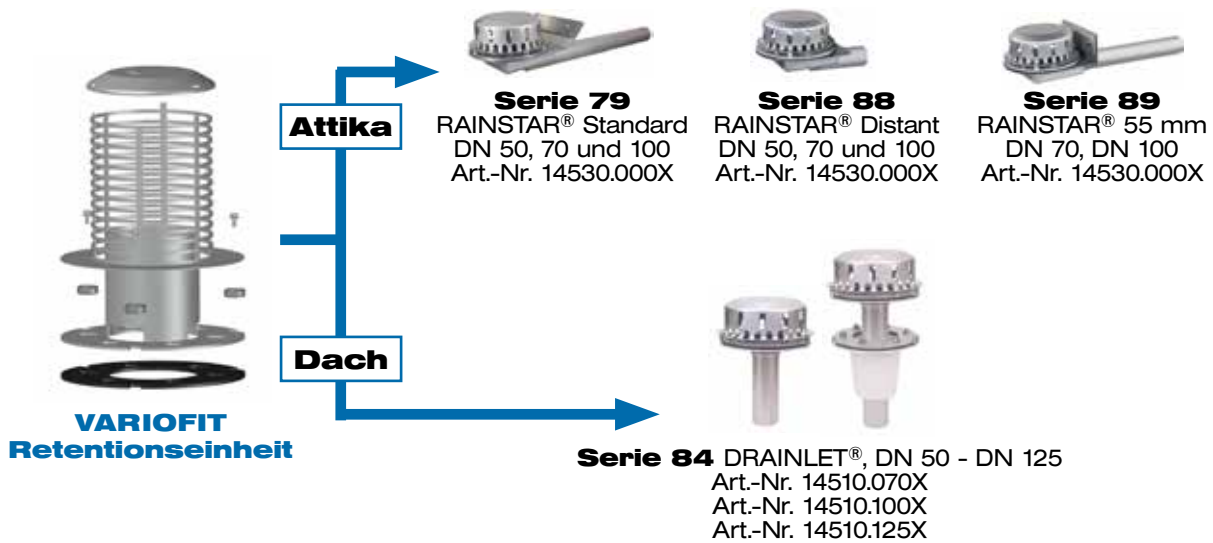 Attika
Serie 79
RAINSTAR® Standard
DN 50, 70 und 100
Art.-Nr. 14530.000X
Serie 88
RAINSTAR® Distant
DN 50, 70 und 100
Art.-Nr. 14530.000X
Serie 89
RAINSTAR® 55 mm
DN 70, DN 100
Art.-Nr. 14530.000X
VARIOFIT
Retentionseinheit
Dach
Serie 84 DRAINLET®, DN 50 - DN 125
Art.-Nr. 14510.070X
Art.-Nr. 14510.100X
Art.-Nr. 14510.125X